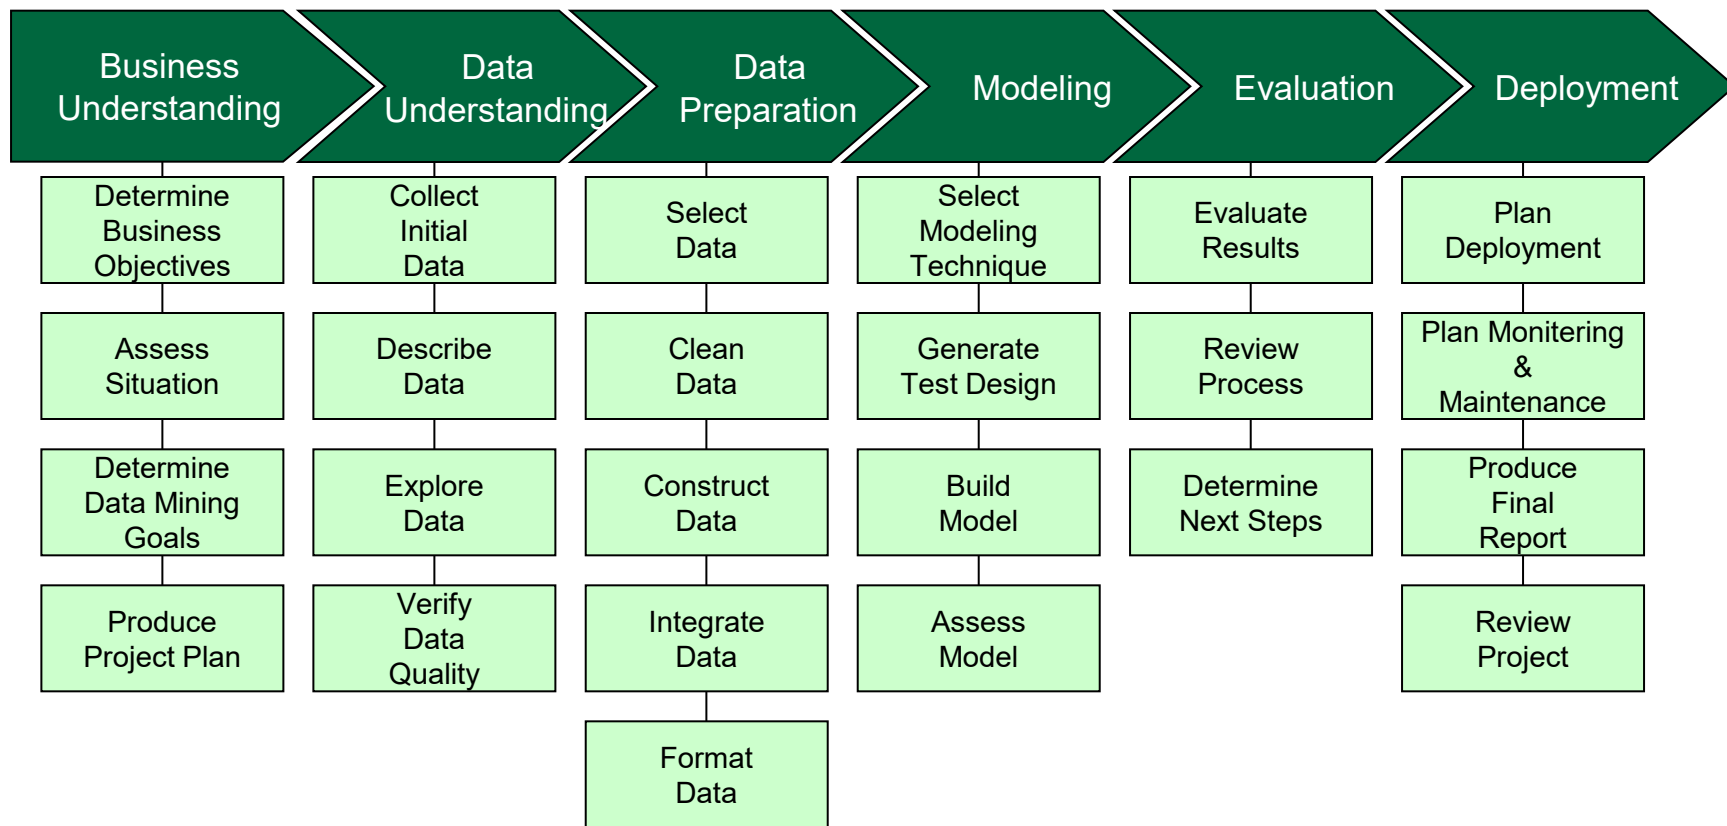 Business
Understanding
Data
Understanding
Data
Preparation
Modeling
Evaluation
Deployment
Determine
Business
Objectives
Assess
Situation
Determine
Data Mining
Goals
Produce
Project Plan
Collect
Initial
Data
Describe
Data
Explore
Data
Verify
Data
Quality
Select
Data
Clean
Data
Construct
Data
Integrate
Data
Format
Data
Select
Modeling
Technique
Generate
Test Design
Build
Model
Assess
Model
Evaluate
Results
Review
Process
Determine
Next Steps
Plan
Deployment
Plan Monitering
&
Maintenance
Produce
Final
Report
Review
Project